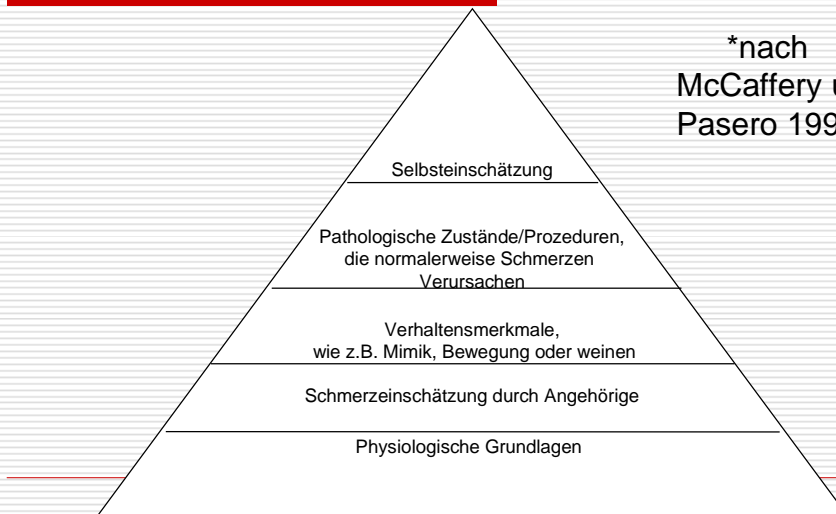 *nach
McCaffery
Pasero 199
Selbsteinschätzung
Pathologische Zustände/Prozeduren,
die normalerweise Schmerzen
Verursachen
Verhaltensmerkmale,
wie z.B. Mimik, Bewegung oder weinen
Schmerzeinschätzung durch Angehörige
Physiologische Grundlagen